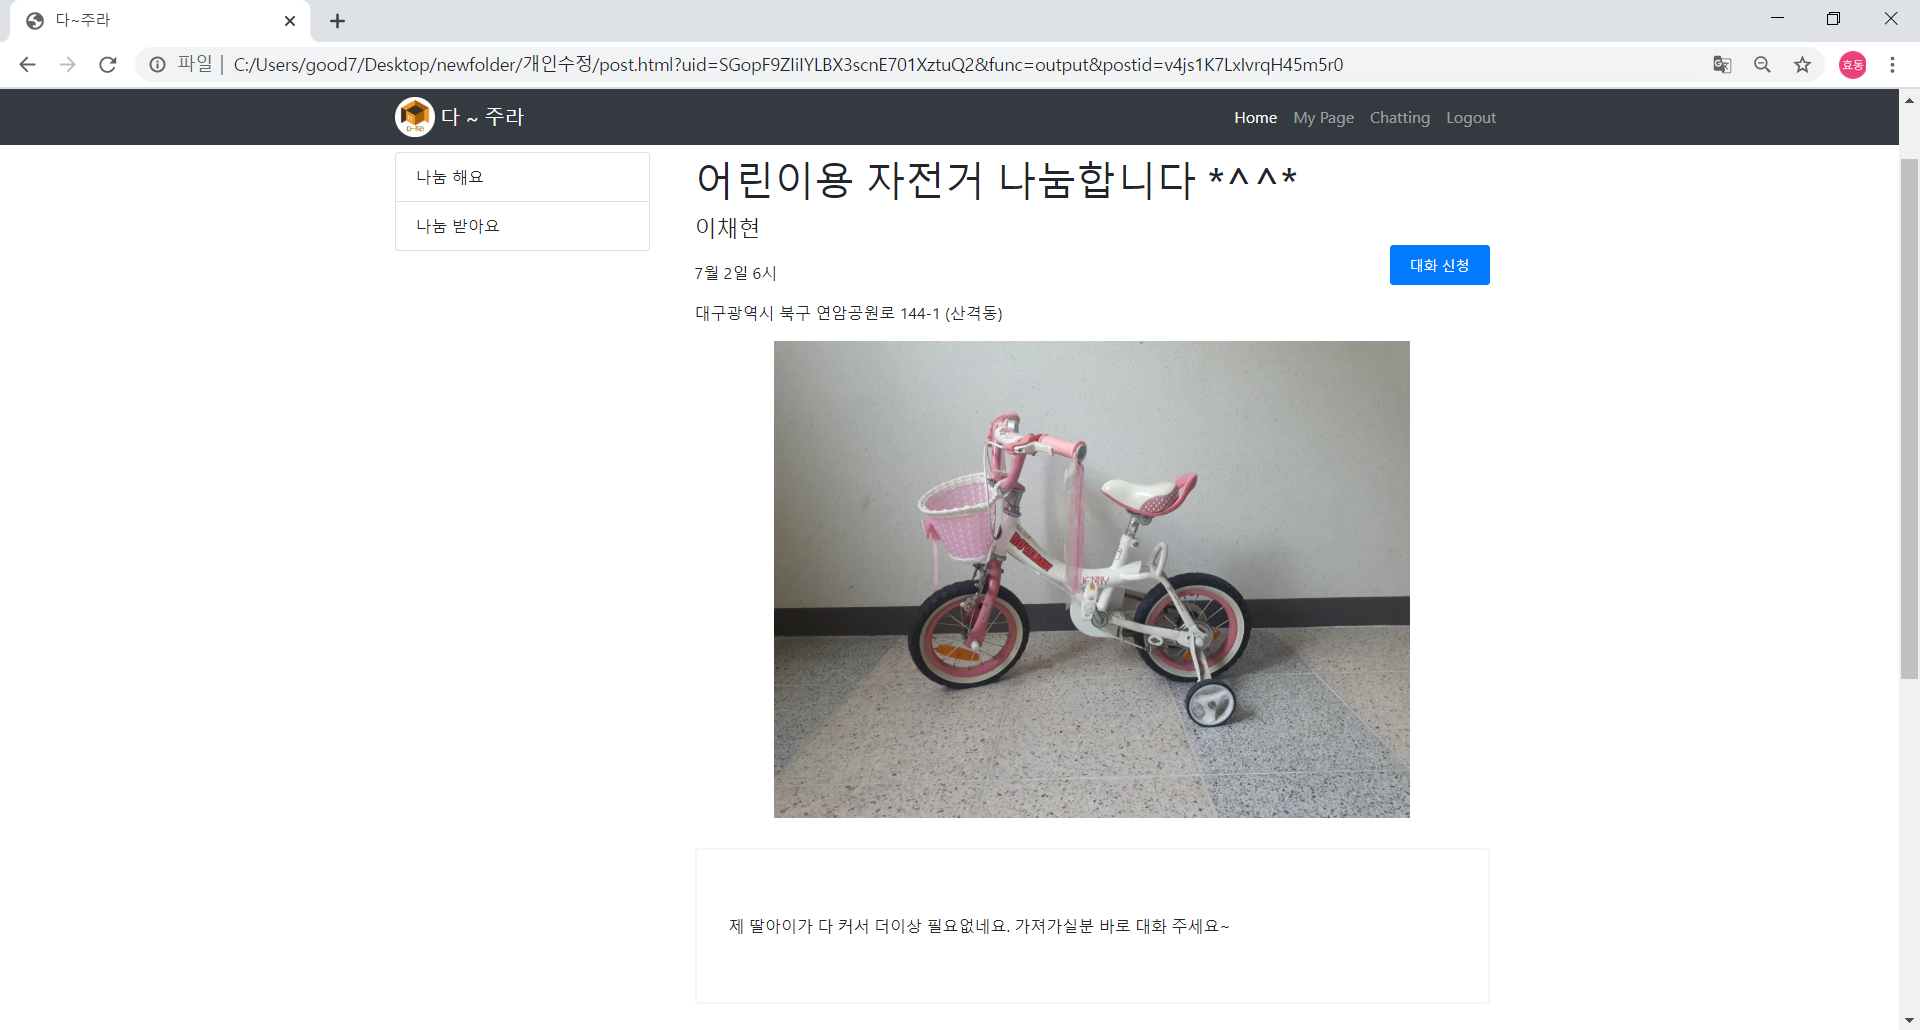 다~주라
파일 | C:/Users/good7/Desktop/newfolder/개인수정/post.html?uid=SGopF9ZIiIYLBX3scnE701XztuQ2&func=output&postid=v4js1K7LxIvrqH45m5r0
효동
다 ~ 주라
Home My Page Chatting Logout
나눔 해요
나눔 받아요
어린이용 자전거 나눔합니다 *^^*
이채현
7월 2일 6시
대화 신청
대구광역시 북구 연암공원로 144-1 (산격동)
JENNY
제 딸아이가 다 커서 더이상 필요없네요. 가져가실분 바로 대화 주세요~